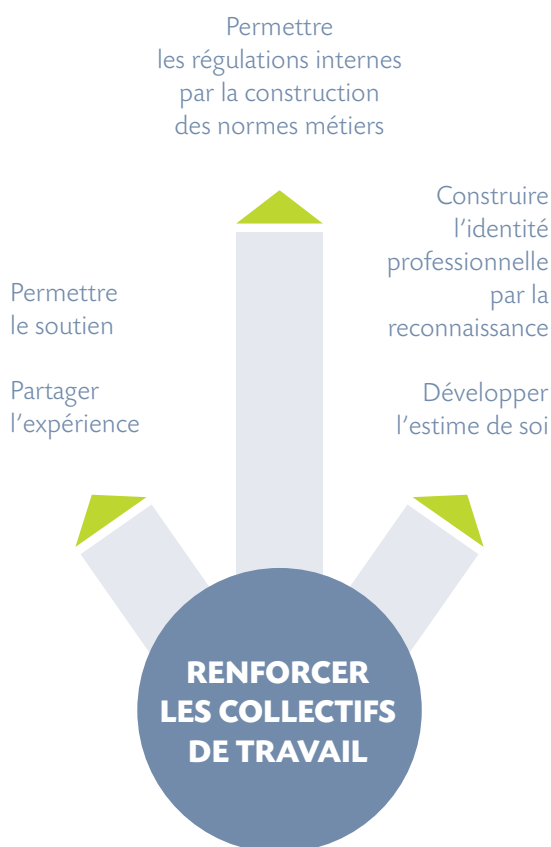 Permettre
les régulations internes
par la construction
des normes métiers
Permettre
le soutien
Partager
l'expérience
Construire
l'identité
professionnelle
par la
reconnaissance
Développer
l'estime de soi
RENFORCER
LES COLLECTIFS
DE TRAVAIL